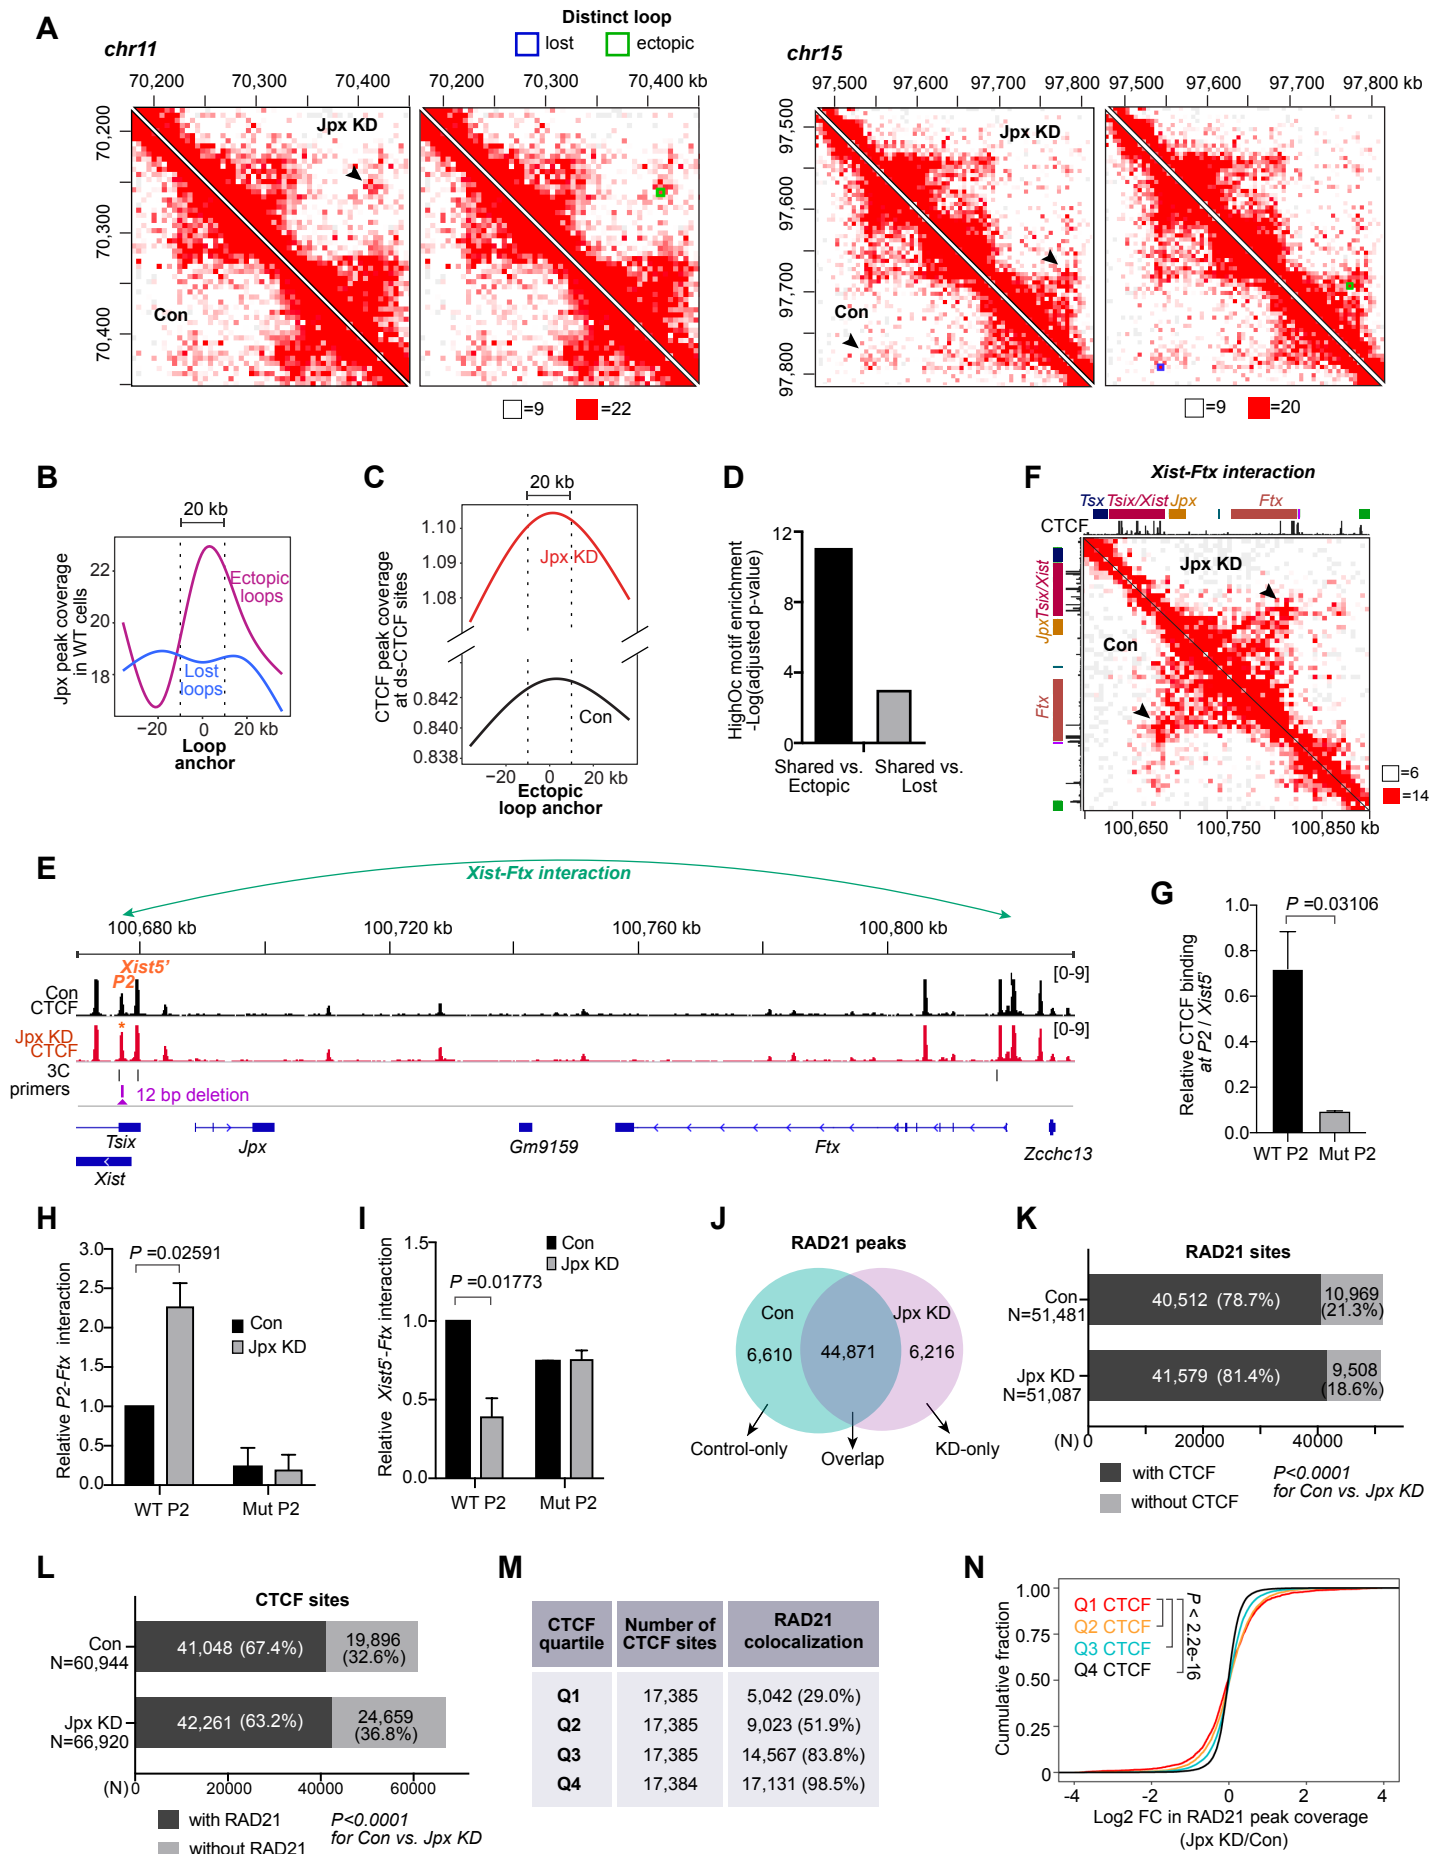 A
chr11
Distinct loop
lost
ectopic
70,200 70,300 70,400
70,200 70,300 70,400 kb
70,200
70,300
70,400
Jpx KD
Con
=9 =22
chr15
97,500 97,600 97,700 97,800
97,500 97,600 97,700 97,800 kb
97,500
97,600
97,700
97,800
Jpx KD
Con
=9 =20
B
20 kb
Jpx peak coverage
in WT cells
22
20
18
Ectopic
loops
Lost
loops
−20 0 20 kb
Loop
anchor
C
20 kb
CTCF peak coverage
at ds-CTCF sites
1.10
1.09
1.08
0.842
0.840
0.838
Jpx KD
Con
−20 0 20 kb
Ectopic
loop anchor
D
HighOc motif enrichment
-Log(adjusted p-value)
12
8
4
0
Shared vs.
Ectopic
Shared vs.
Lost
F
Xist-Ftx interaction
Tsx Tsix/Xist Jpx Ftx
CTCF
Tsix/Xist
Jpx
Ftx
Jpx KD
Con
=6
=14
100,650 100,750 100,850 kb
E
Xist-Ftx interaction
100,680 kb 100,720 kb 100,760 kb 100,800 kb
Xist5’
P2
Con
CTCF
[0-9]
*
Jpx KD
CTCF
[0-9]
3C
primers
12 bp deletion
Tsix
Xist
Jpx
Gm9159
Ftx
Zcchc13
G
Relative CTCF binding
at P2 / Xist5’
P =0.03106
1.0
0.8
0.6
0.4
0.2
0.0
WT P2 Mut P2
H
Relative P2-Ftx interaction
P =0.02591
3.0
2.5
2.0
1.5
1.0
0.5
0.0
Con
Jpx KD
WT P2 Mut P2
I
Relative Xist5’-Ftx interaction
1.5
1.0
0.5
0.0
P =0.01773
Con
Jpx KD
WT P2 Mut P2
J
RAD21 peaks
Con Jpx KD
6,610 44,871 6,216
Control-only Overlap KD-only
K
RAD21 sites
Con
N=51,481
40,512 (78.7%)
10,969
(21.3%)
Jpx KD
N=51,087
41,579 (81.4%)
9,508
(18.6%)
(N) 0 20000 40000
with CTCF
without CTCF
P<0.0001
for Con vs. Jpx KD
L
CTCF sites
Con
N=60,944
41,048 (67.4%)
19,896
(32.6%)
Jpx KD
N=66,920
42,261 (63.2%)
24,659
(36.8%)
(N) 0 20000 40000 60000
with RAD21
without RAD21
P<0.0001
for Con vs. Jpx KD
M
CTCF
quartile
Number of
CTCF sites
RAD21
colocalization
Q1 17,385 5,042 (29.0%)
Q2 17,385 9,023 (51.9%)
Q3 17,385 14,567 (83.8%)
Q4 17,384 17,131 (98.5%)
N
Cumulative fraction
1.00
0.75
0.50
0.25
0
Q1 CTCF
Q2 CTCF
Q3 CTCF
Q4 CTCF
P < 2.2e-16
-4 -2 0 2 4
Log2 FC in RAD21 peak coverage
(Jpx KD/Con)